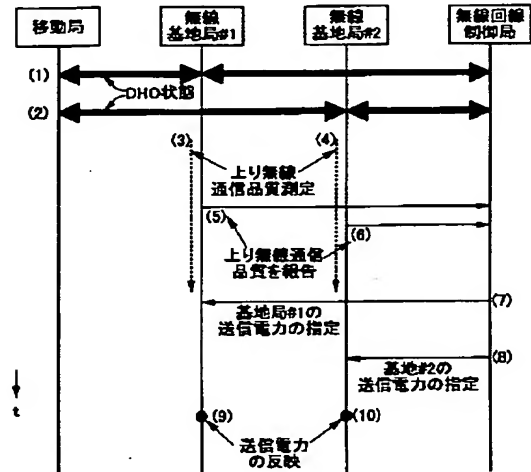 移動局
無線
基地局#1
無線
基地局#2
無線回線
制御局
(1)
DHO状態
(2)
(3)
(4)
上り無線
通信品質測定
(5)
(6)
上り無線通信
品質を報告
(7)
基地局#1の
送信電力の指定
(8)
基地#2の
送信電力の指定
t
(9)
(10)
送信電力
の反映